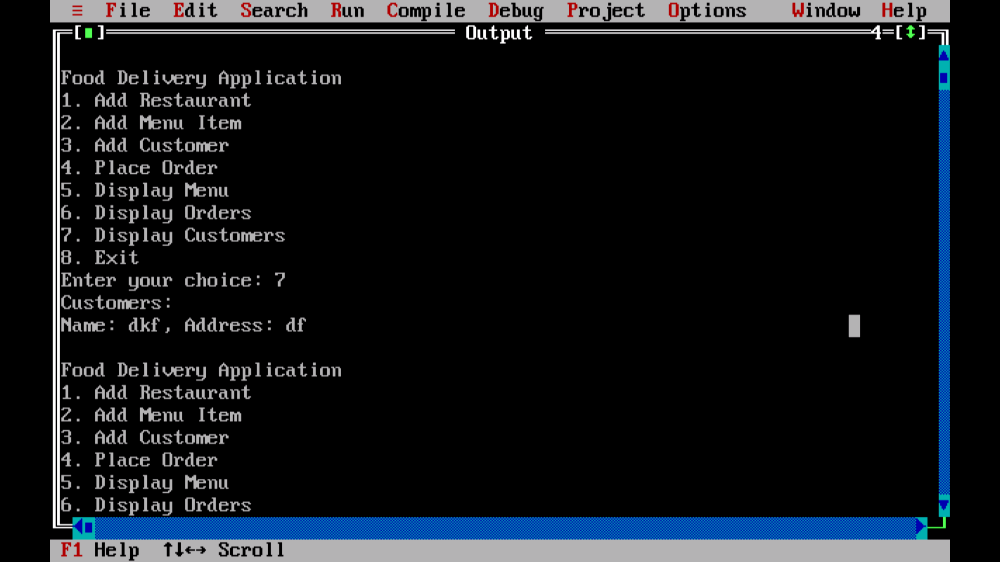 ≡ File Edit Search Run Compile Debug Project Options Window Help
[■] Output 4=[↕]
Food Delivery Application
1. Add Restaurant
2. Add Menu Item
3. Add Customer
4. Place Order
5. Display Menu
6. Display Orders
7. Display Customers
8. Exit
Enter your choice: 7
Customers:
Name: dkf, Address: df
Food Delivery Application
1. Add Restaurant
2. Add Menu Item
3. Add Customer
4. Place Order
5. Display Menu
6. Display Orders
F1 Help ↑↓←→ Scroll